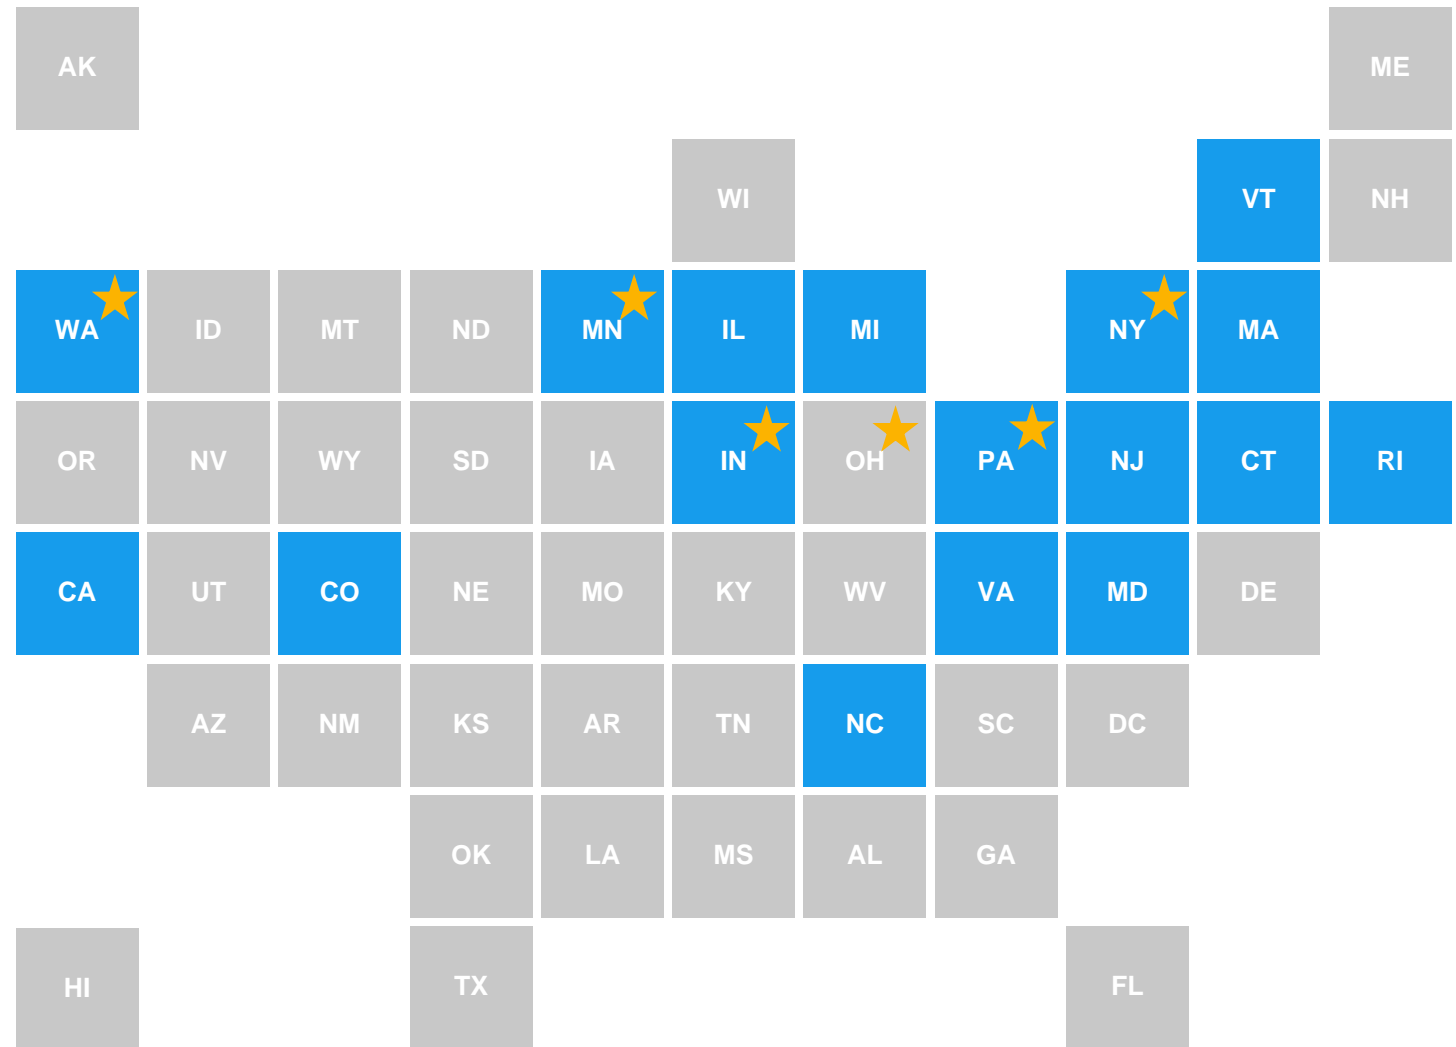 AK ME
WI VT NH
WA ID MT ND MN IL MI NY MA
OR NV WY SD IA IN OH PA NJ CT RI
CA UT CO NE MO KY WV VA MD DE
AZ NM KS AR TN NC SC DC
OK LA MS AL GA
HI TX FL